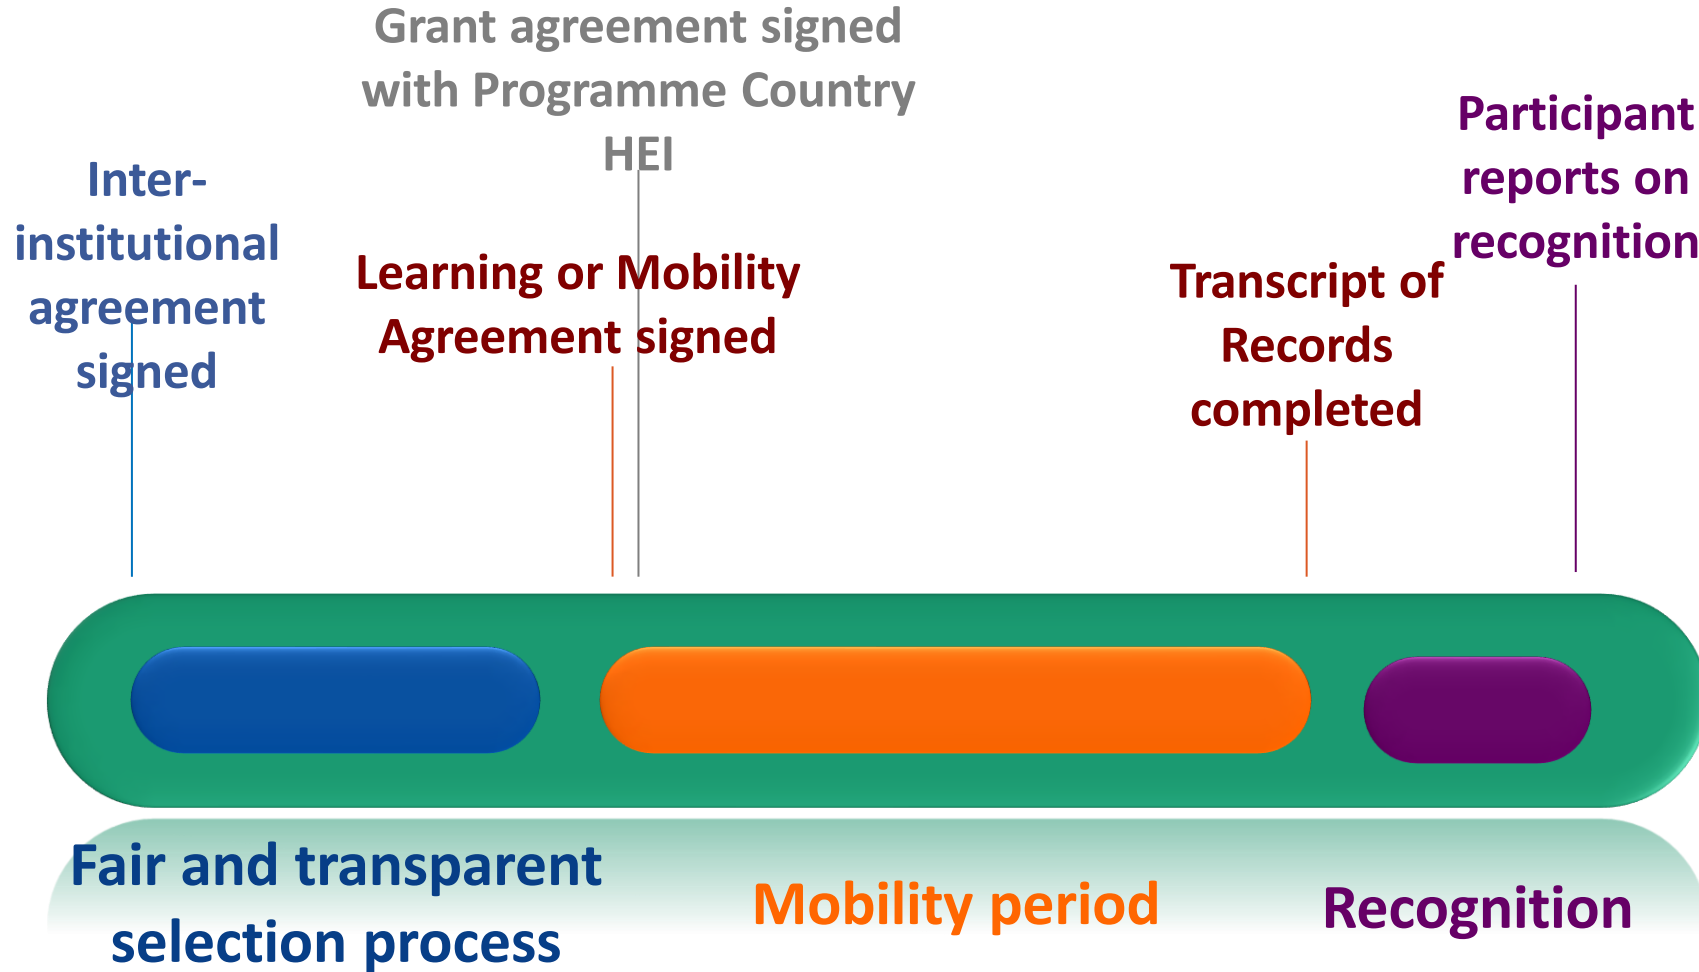 Grant agreement signed
with Programme Country
HEI
Inter-
institutional
agreement
signed
Learning or Mobility
Agreement signed
Transcript of
Records
completed
Participant
reports on
recognition
Fair and transparent
selection process
Mobility period
Recognition